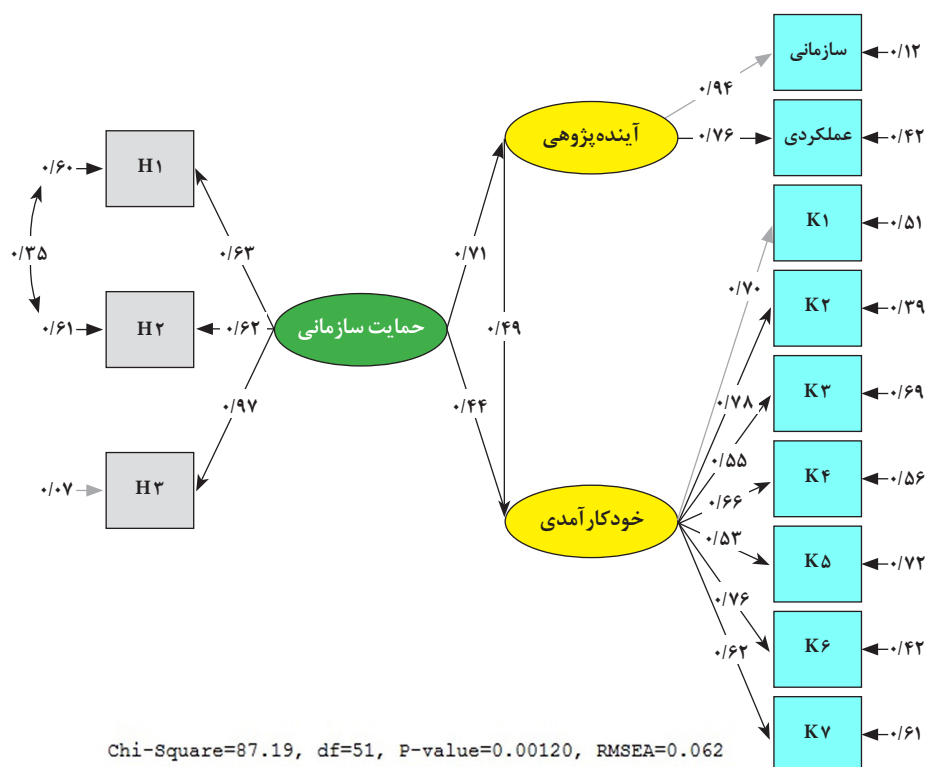 سازمانی
۰/۱۲
۰/۹۴
آینده‌پژوهی
۰/۷۶
عملکردی
۰/۴۲
۰/۶۰
H۱
K۱
۰/۵۱
۰/۳۵
۰/۶۳
۰/۷۱
۰/۷۰
K۲
۰/۳۹
۰/۶۱
H۲
۰/۶۲
حمایت سازمانی
۰/۴۹
۰/۷۸
K۳
۰/۶۹
۰/۹۷
۰/۴۴
۰/۵۵
۰/۰۷
H۳
۰/۶۶
K۴
۰/۵۶
خودکارآمدی
۰/۵۳
K۵
۰/۷۲
۰/۷۶
K۶
۰/۴۲
۰/۶۲
K۷
۰/۶۱
Chi-Square=87.19, df=51, P-value=0.00120, RMSEA=0.062